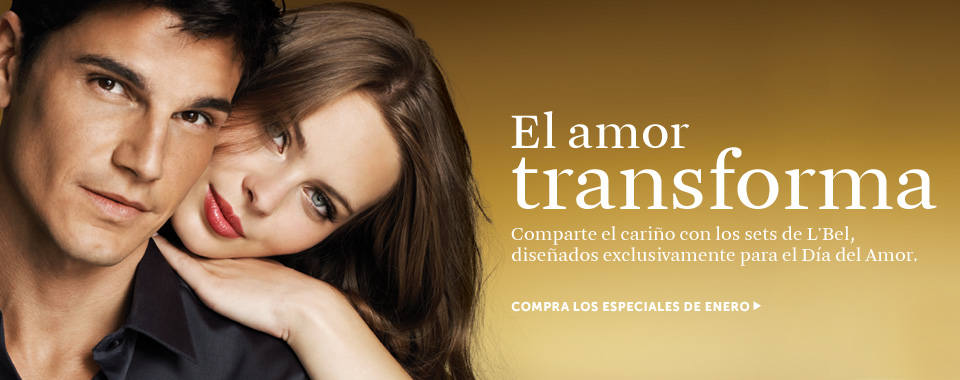 El amor
transforma
Comparte el cariño con los sets de L'Bel,
diseñados exclusivamente para el Día del Amor.
COMPRA LOS ESPECIALES DE ENERO